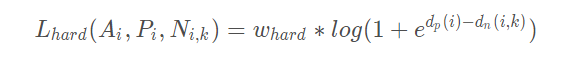 L_{hard}(A_i, P_i, N_{i,k}) = w_{hard} * log(1 + e^{d_p(i)-d_n(i,k)})